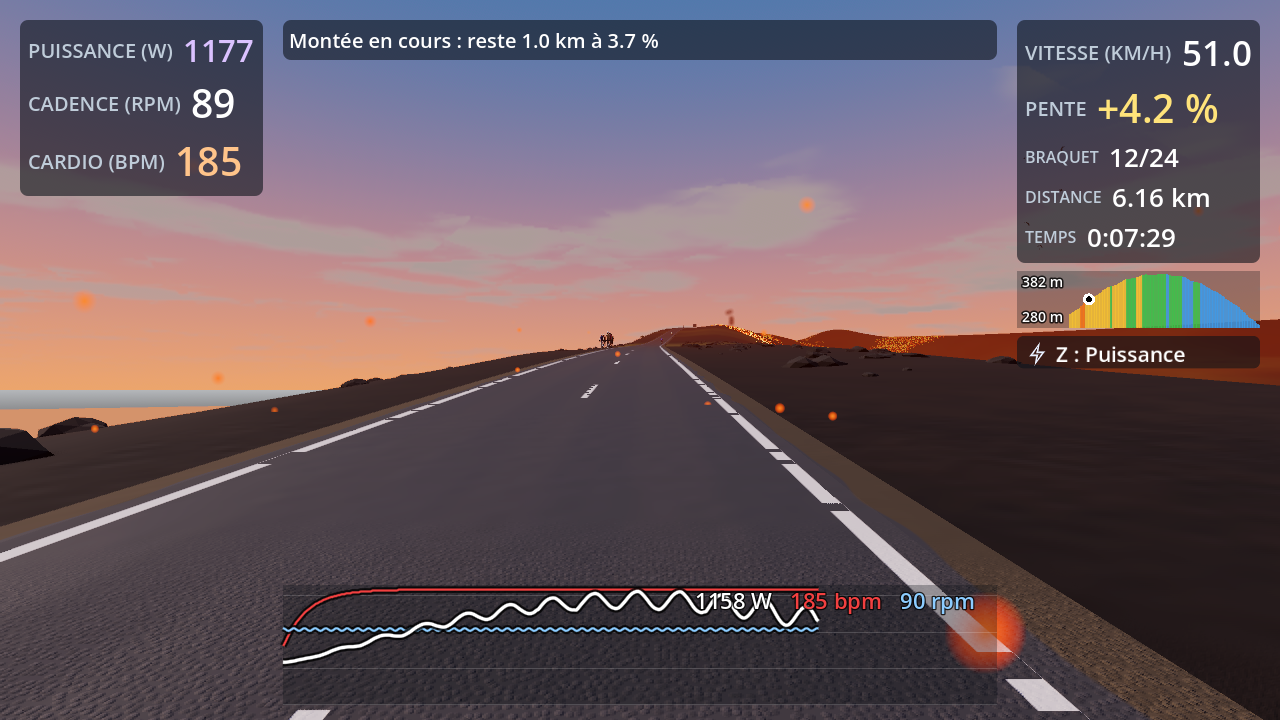 PUISSANCE (W) 1177
CADENCE (RPM) 89
CARDIO (BPM) 185
Montée en cours : reste 1.0 km à 3.7 %
VITESSE (KM/H) 51.0
PENTE +4.2 %
BRAQUET 12/24
DISTANCE 6.16 km
TEMPS 0:07:29
382 m
280 m
Z : Puissance
1158 W 185 bpm 90 rpm